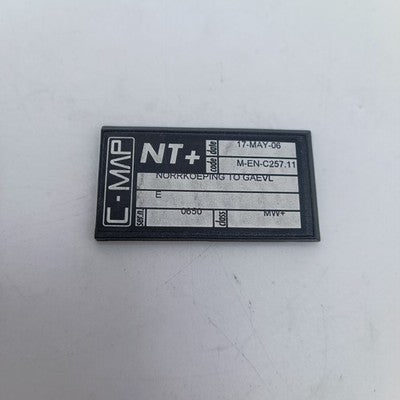 C-MAP
NT+
date 17-MAY-06
code M-EN-C257.11
NORRKOEPING TO GAEVL
E
ser.n 0650 class MW+